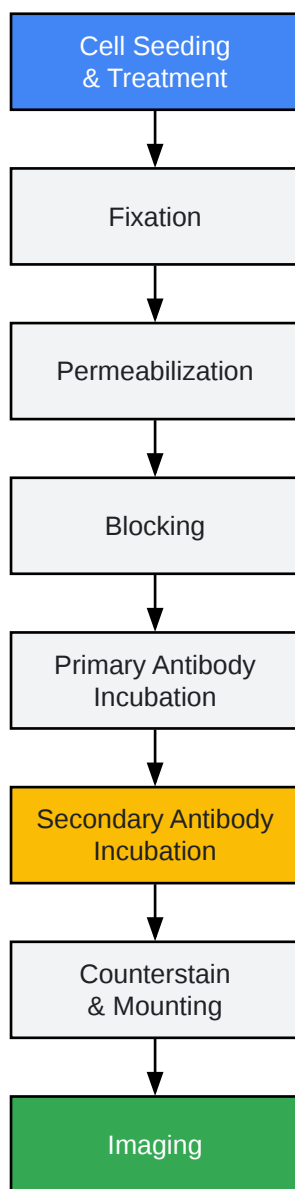 Cell Seeding
& Treatment
Fixation
Permeabilization
Blocking
Primary Antibody
Incubation
Secondary Antibody
Incubation
Counterstain
& Mounting
Imaging